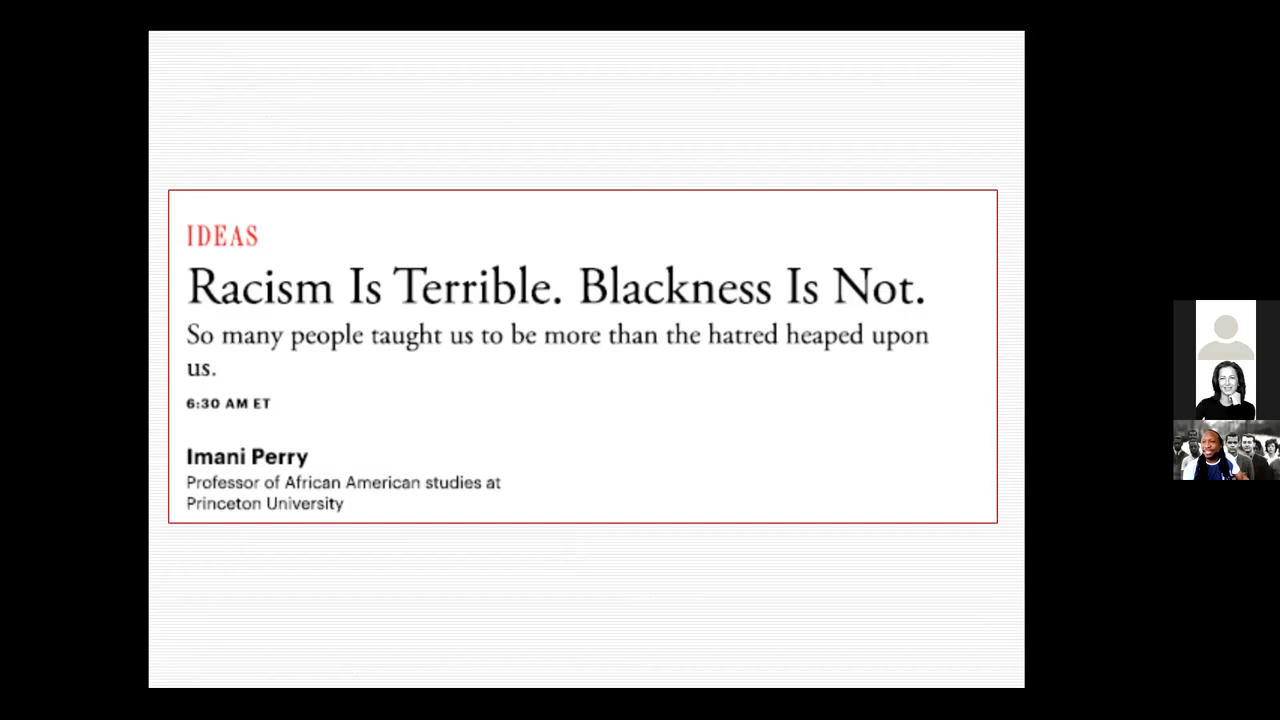 IDEAS
Racism Is Terrible. Blackness Is Not.
So many people taught us to be more than the hatred heaped upon
us.
6:30 AM ET
Imani Perry
Professor of African American studies at
Princeton University